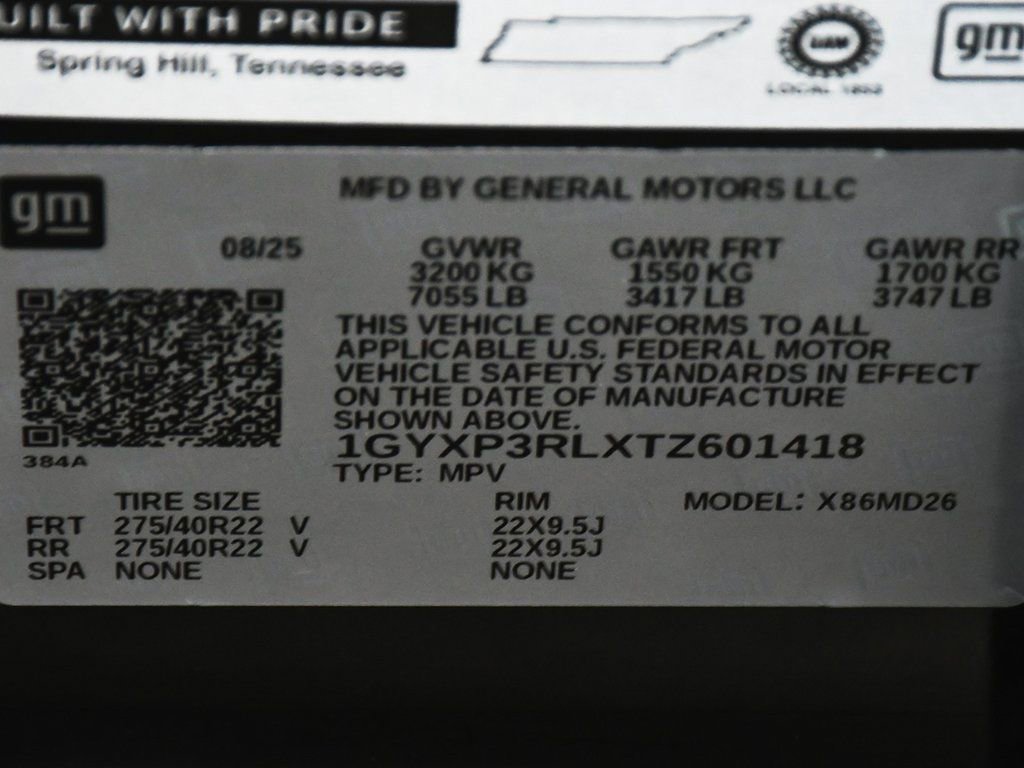 UILT WITH PRIDE
Spring Hill, Tennessee
UAW
LOCAL 1853
gm
gm
MFD BY GENERAL MOTORS LLC
08/25 GVWR GAWR FRT GAWR RR
3200 KG 1550 KG 1700 KG
7055 LB 3417 LB 3747 LB
THIS VEHICLE CONFORMS TO ALL
APPLICABLE U.S. FEDERAL MOTOR
VEHICLE SAFETY STANDARDS IN EFFECT
ON THE DATE OF MANUFACTURE
SHOWN ABOVE.
1GYXP3RLXTZ601418
384A
TYPE: MPV
TIRE SIZE RIM MODEL: X86MD26
FRT 275/40R22 V 22X9.5J
RR 275/40R22 V 22X9.5J
SPA NONE NONE